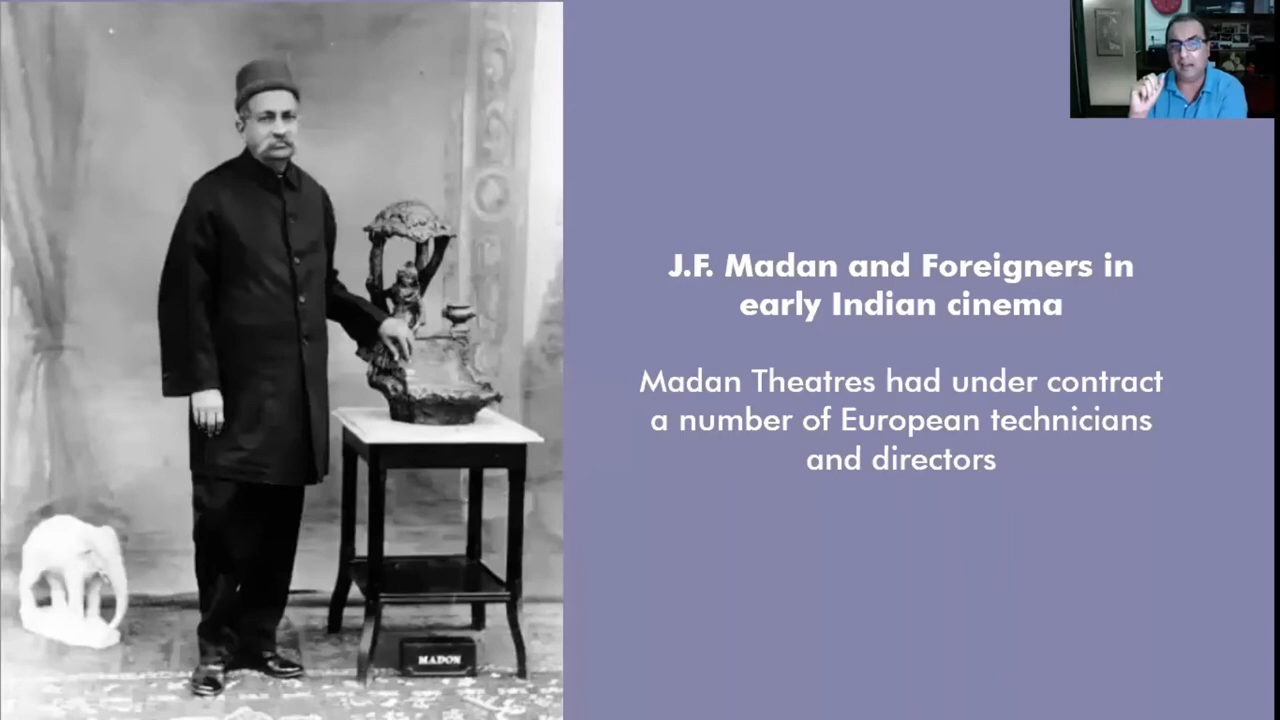 J.F. Madan and Foreigners in
early Indian cinema
Madan Theatres had under contract
a number of European technicians
and directors
MADON